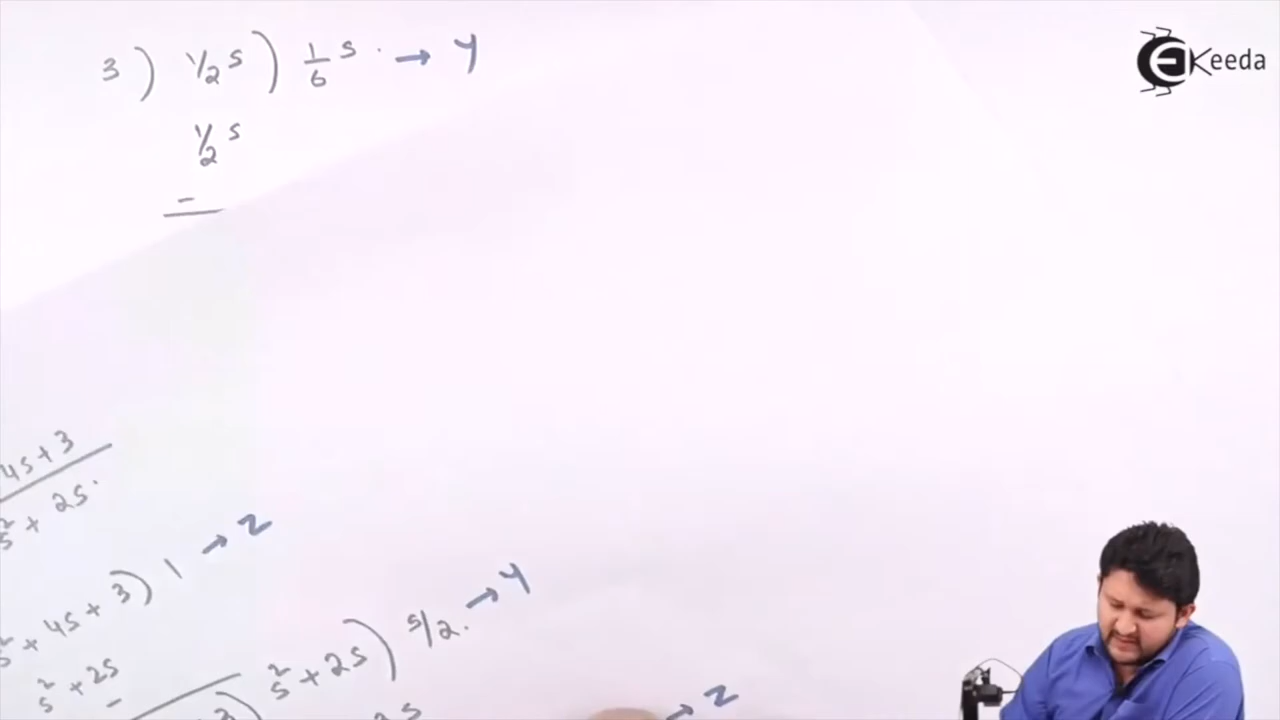 3 ) 1/2 s ) 1/6 s . → Y
EKeeda
1/2 s
-
4s + 3
s² + 2s .
s² + 4s + 3 ) 1 → Z
s² + 2s
-
s² + 2s ) s/2 . → Y
→ Z